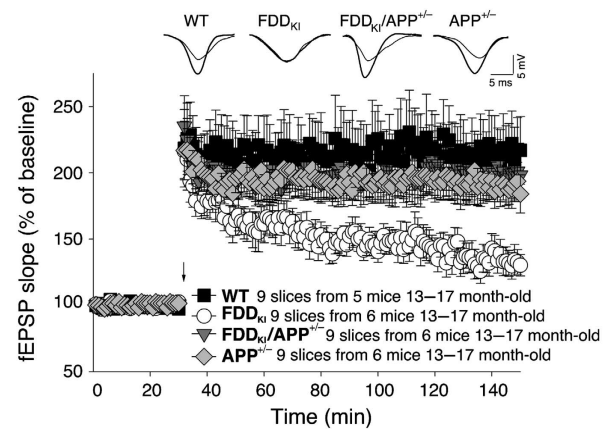 WT FDDKI FDDKI/APP+/– APP+/–
5 mV
5 ms
fEPSP slope (% of baseline)
250
200
150
100
50
WT 9 slices from 5 mice 13–17 month-old
FDDKI 9 slices from 6 mice 13–17 month-old
FDDKI/APP+/– 9 slices from 6 mice 13–17 month-old
APP+/– 9 slices from 6 mice 13–17 month-old
0 20 40 60 80 100 120 140
Time (min)